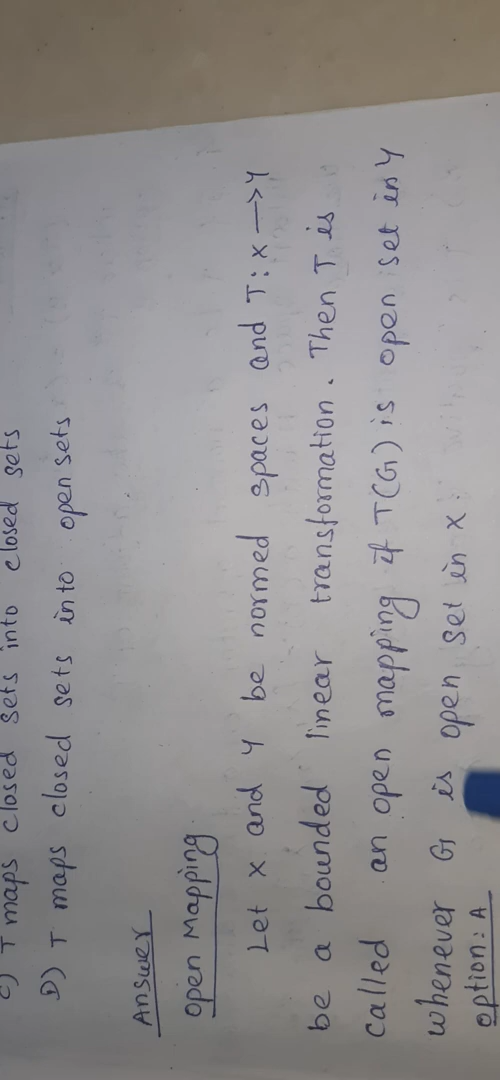 C) T maps closed sets into closed sets
D) T maps closed sets into open sets
Answer
Open Mapping
Let X and Y be normed spaces and T: X → Y
be a bounded linear transformation. Then T is
called an open mapping if T(G) is open set in Y
whenever G is open set in X.
option: A